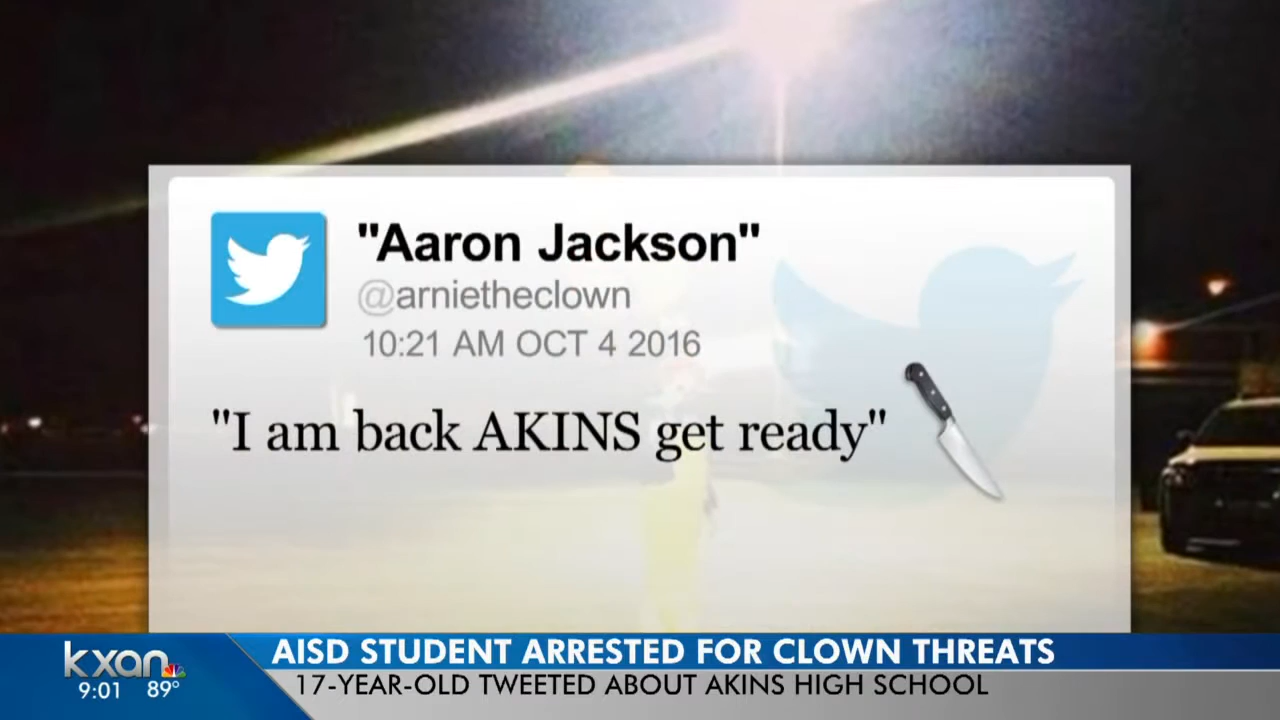 "Aaron Jackson"
@arnietheclown
10:21 AM OCT 4 2016
"I am back AKINS get ready"
kxan
9:01 89°
AISD STUDENT ARRESTED FOR CLOWN THREATS
17-YEAR-OLD TWEETED ABOUT AKINS HIGH SCHOOL